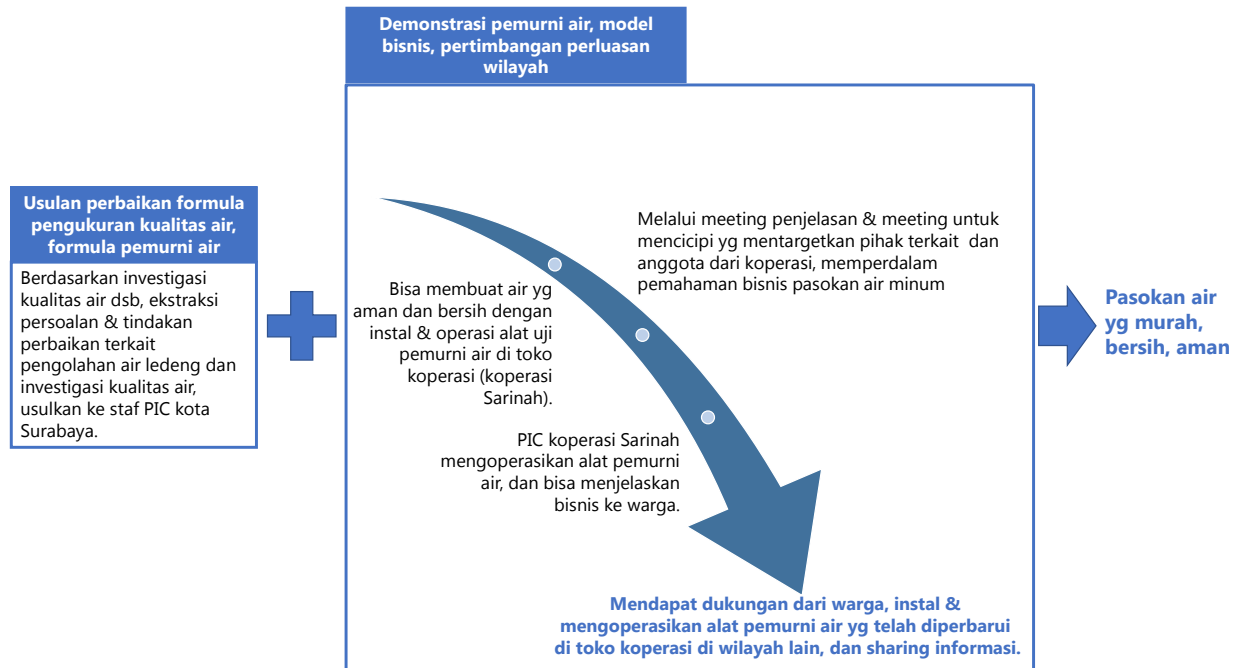 Demonstrasi pemurni air, model
bisnis, pertimbangan perluasan
wilayah
Usulan perbaikan formula
pengukuran kualitas air,
formula pemurni air
Berdasarkan investigasi
kualitas air dsb, ekstraksi
persoalan & tindakan
perbaikan terkait
pengolahan air ledeng dan
investigasi kualitas air,
usulkan ke staf PIC kota
Surabaya.
Bisa membuat air yg
aman dan bersih dengan
instal & operasi alat uji
pemurni air di toko
koperasi (koperasi
Sarinah).
Melalui meeting penjelasan & meeting untuk
mencicipi yg mentargetkan pihak terkait dan
anggota dari koperasi, memperdalam
pemahaman bisnis pasokan air minum
PIC koperasi Sarinah
mengoperasikan alat pemurni
air, dan bisa menjelaskan
bisnis ke warga.
Mendapat dukungan dari warga, instal &
mengoperasikan alat pemurni air yg telah diperbarui
di toko koperasi di wilayah lain, dan sharing informasi.
Pasokan air
yg murah,
bersih, aman